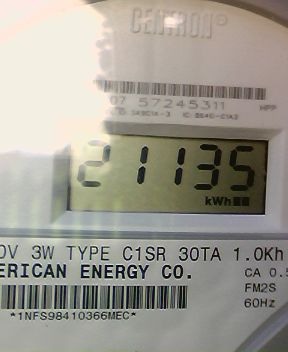 CENTRON®
07 57245311 HPP
21135
kWh
0V 3W TYPE C1SR 30TA 1.0Kh
ERICAN ENERGY CO.
CA 0.5
FM2S
60Hz
*1NFS98410366MEC*